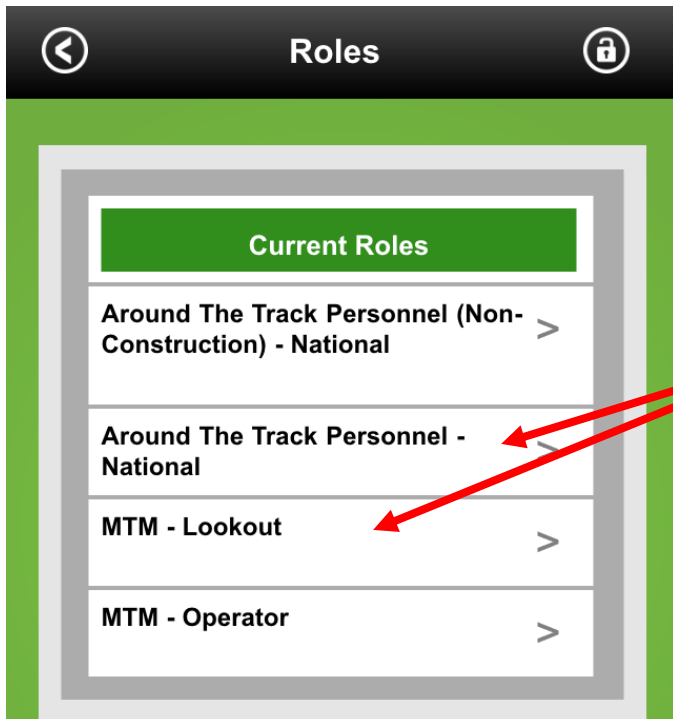 Roles
Current Roles
Around The Track Personnel (Non-
Construction) - National
>
Around The Track Personnel -
National
>
MTM - Lookout
>
MTM - Operator
>